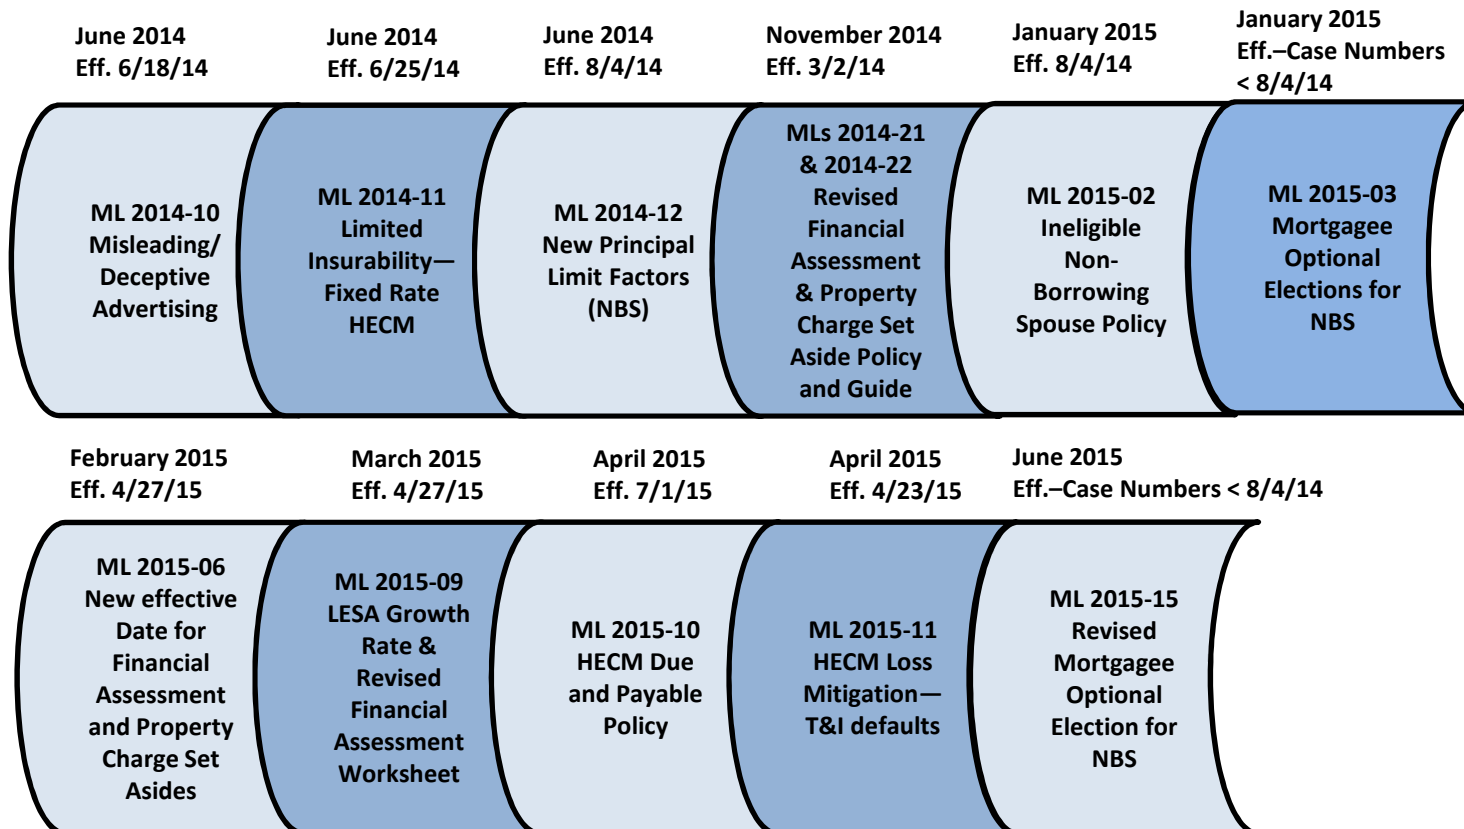 June 2014
Eff. 6/18/14
June 2014
Eff. 6/25/14
June 2014
Eff. 8/4/14
November 2014
Eff. 3/2/14
January 2015
Eff. 8/4/14
January 2015
Eff.–Case Numbers
< 8/4/14
ML 2014-10
Misleading/
Deceptive
Advertising
ML 2014-11
Limited
Insurability—
Fixed Rate
HECM
ML 2014-12
New Principal
Limit Factors
(NBS)
MLs 2014-21
& 2014-22
Revised
Financial
Assessment
& Property
Charge Set
Aside Policy
and Guide
ML 2015-02
Ineligible
Non-
Borrowing
Spouse Policy
ML 2015-03
Mortgagee
Optional
Elections for
NBS
February 2015
Eff. 4/27/15
March 2015
Eff. 4/27/15
April 2015
Eff. 7/1/15
April 2015
Eff. 4/23/15
June 2015
Eff.–Case Numbers < 8/4/14
ML 2015-06
New effective
Date for
Financial
Assessment
and Property
Charge Set
Asides
ML 2015-09
LESA Growth
Rate &
Revised
Financial
Assessment
Worksheet
ML 2015-10
HECM Due
and Payable
Policy
ML 2015-11
HECM Loss
Mitigation—
T&I defaults
ML 2015-15
Revised
Mortgagee
Optional
Election for
NBS